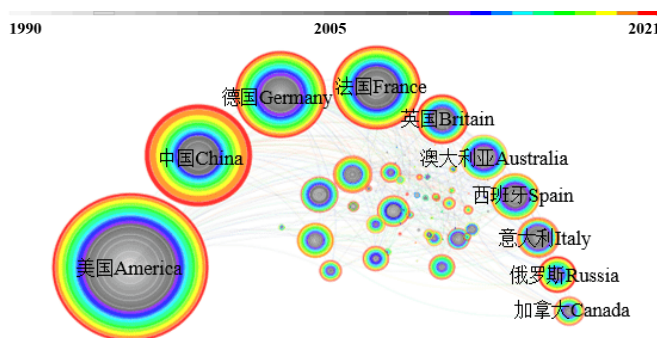 1990 2005 2021
法国France
德国Germany
英国Britain
中国China
澳大利亚Australia
西班牙Spain
意大利Italy
美国America
俄罗斯Russia
加拿大Canada